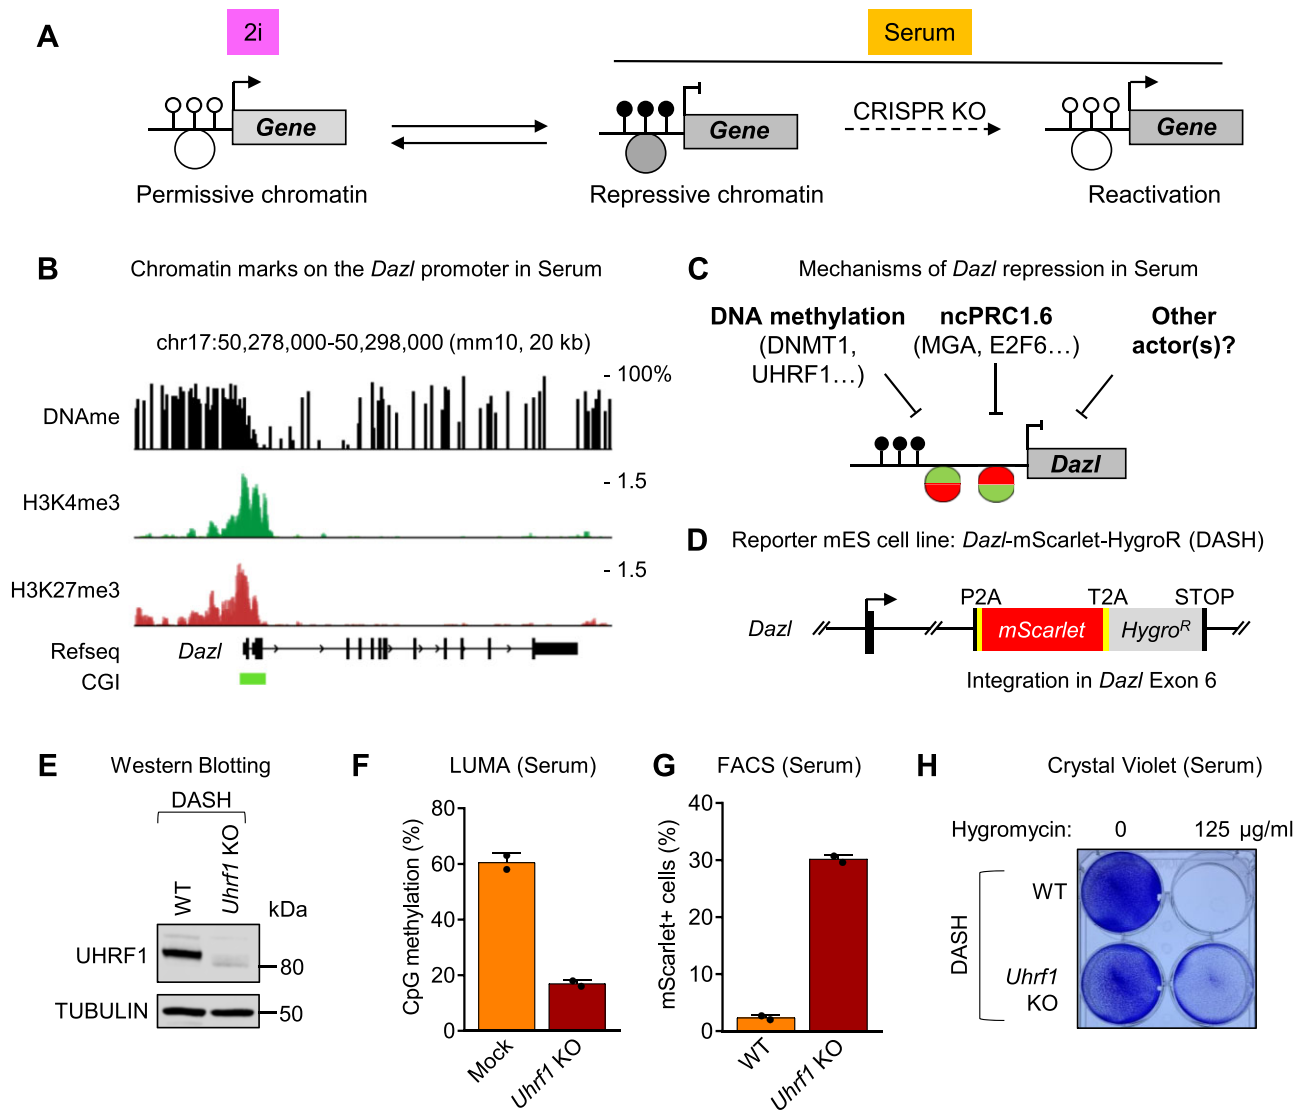 A
2i
Serum
Gene
Gene
CRISPR KO
Gene
Permissive chromatin
Repressive chromatin
Reactivation
B
Chromatin marks on the Dazl promoter in Serum
chr17:50,278,000-50,298,000 (mm10, 20 kb)
- 100%
DNAme
- 1.5
H3K4me3
- 1.5
H3K27me3
Refseq
Dazl
CGI
C
Mechanisms of Dazl repression in Serum
DNA methylation
(DNMT1,
UHRF1…)
ncPRC1.6
(MGA, E2F6…)
Other
actor(s)?
Dazl
D
Reporter mES cell line: Dazl-mScarlet-HygroR (DASH)
P2A
T2A
STOP
Dazl
mScarlet
HygroR
Integration in Dazl Exon 6
E
Western Blotting
DASH
WT
Uhrf1 KO
kDa
UHRF1
80
TUBULIN
50
F
LUMA (Serum)
CpG methylation (%)
80
60
40
20
0
Mock
Uhrf1 KO
G
FACS (Serum)
mScarlet+ cells (%)
40
30
20
10
0
WT
Uhrf1 KO
H
Crystal Violet (Serum)
Hygromycin: 0 125 µg/ml
DASH
WT
Uhrf1
KO